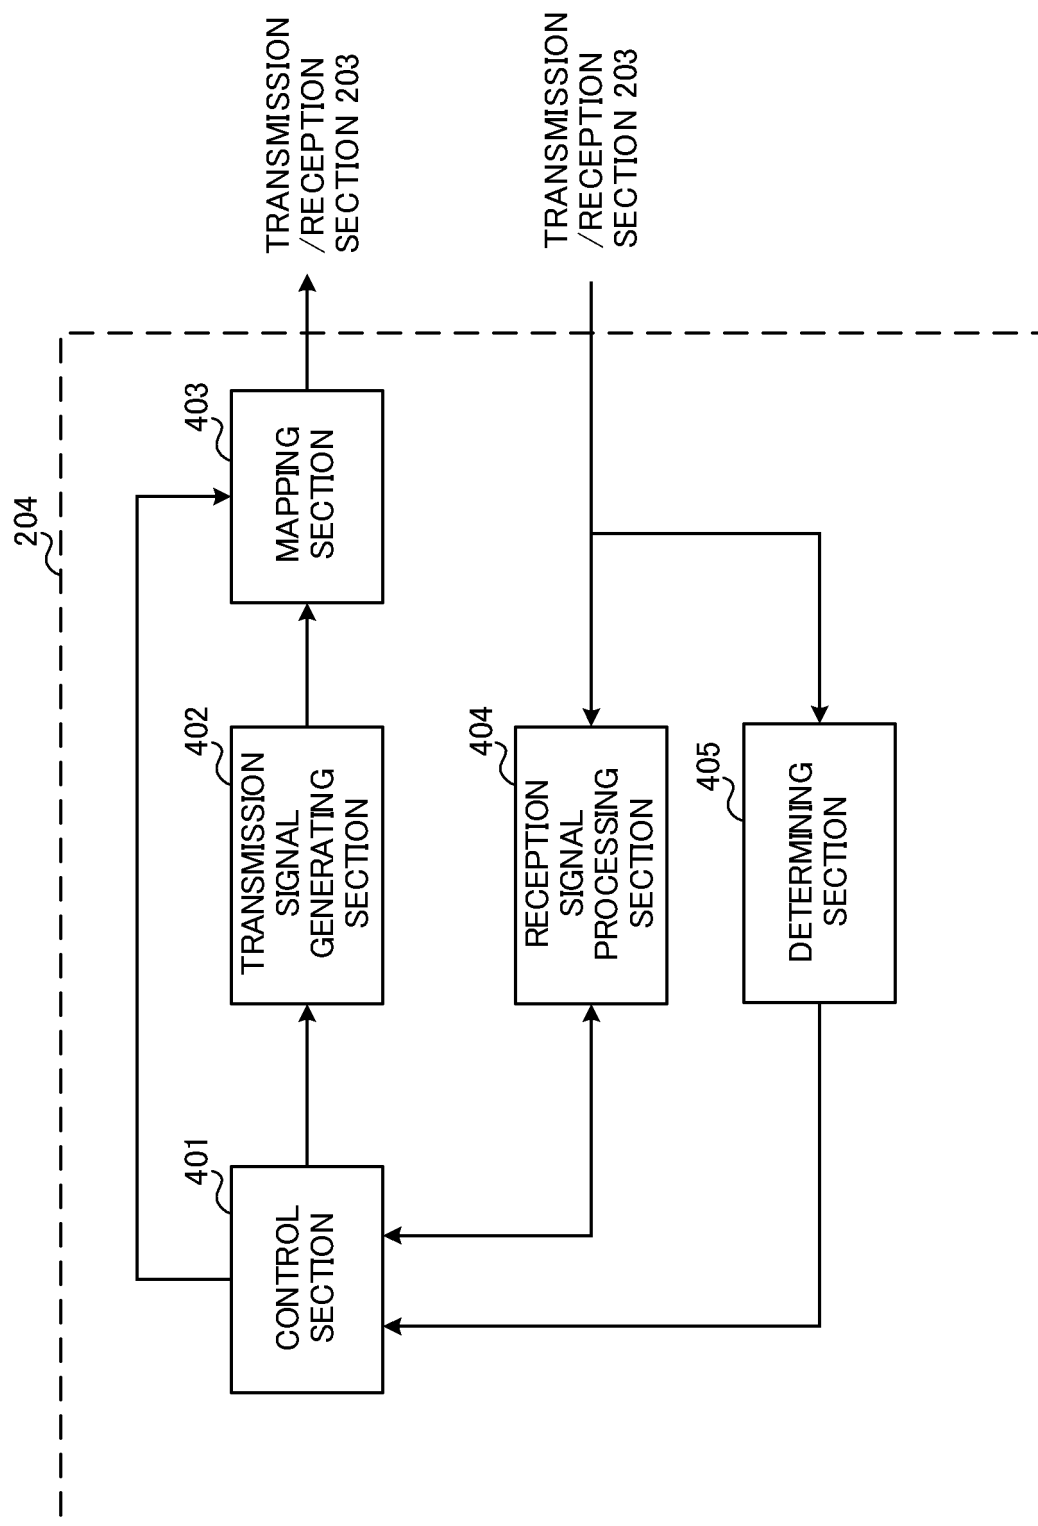 204
401
CONTROL
SECTION
402
TRANSMISSION
SIGNAL
GENERATING
SECTION
403
MAPPING
SECTION
TRANSMISSION
/RECEPTION
SECTION 203
404
RECEPTION
SIGNAL
PROCESSING
SECTION
TRANSMISSION
/RECEPTION
SECTION 203
405
DETERMINING
SECTION